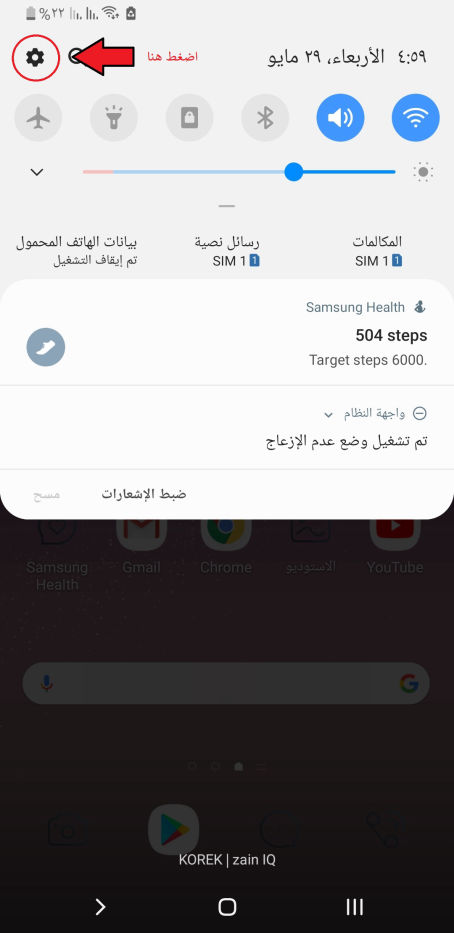 %٢٢
٤:٥٩ الأربعاء، ٢٩ مايو
اضغط هنا
المكالمات
SIM 1 1
رسائل نصية
SIM 1 1
بيانات الهاتف المحمول
تم إيقاف التشغيل
Samsung Health
504 steps
Target steps 6000.
واجهة النظام
تم تشغيل وضع عدم الإزعاج
ضبط الإشعارات
مسح
Samsung
Health
Gmail
Chrome
الاستوديو
YouTube
KOREK | zain IQ